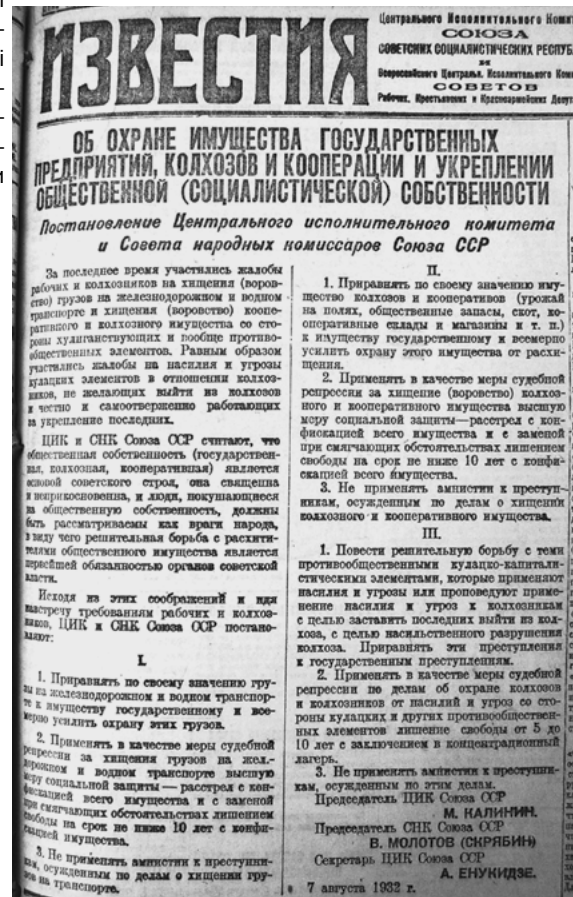 ИЗВЕСТИЯ
Центрального Исполнительного Комит
СОЮЗА
СОВЕТСКИХ СОЦИАЛИСТИЧЕСКИХ РЕСПУБ
и
Всероссийского Центральн. Исполнительного Коми
СОВЕТОВ
Рабочих, Крестьянских и Красноармейских Депут
ОБ ОХРАНЕ ИМУЩЕСТВА ГОСУДАРСТВЕННЫХ
ПРЕДПРИЯТИЙ, КОЛХОЗОВ И КООПЕРАЦИИ И УКРЕПЛЕНИИ
ОБЩЕСТВЕННОЙ (СОЦИАЛИСТИЧЕСКОЙ) СОБСТВЕННОСТИ
Постановление Центрального исполнительного комитета
и Совета народных комиссаров Союза ССР
За последнее время участились жалобы
рабочих и колхозников на хищения (воров-
ство) грузов на железнодорожном и водном
транспорте и хищения (воровство) коопе-
ративного и колхозного имущества со сто-
роны хулиганствующих и вообще противо-
общественных элементов. Равным образом
участились жалобы на насилия и угрозы
кулацких элементов в отношении колхоз-
ников, не желающих выйти из колхозов
и честно и самоотверженно работающих
за укрепление последних.
ЦИК и СНК Союза ССР считают, что
общественная собственность (государствен-
ная, колхозная, кооперативная) является
основой советского строя, она священна
и неприкосновенна, и люди, покушающиеся
на общественную собственность, должны
быть рассматриваемы как враги народа,
в виду чего решительная борьба с расхити-
телями общественного имущества является
первейшей обязанностью органов советской
власти.
Исходя из этих соображений и идя
навстречу требованиям рабочих и колхоз-
ников, ЦИК и СНК Союза ССР постано-
вляют:
I.
1. Приравнять по своему значению гру-
зы на железнодорожном и водном транспор-
те к имуществу государственному и все-
мерно усилить охрану этих грузов.
2. Применять в качестве меры судебной
репрессии за хищения грузов на жел.-
дорожном и водном транспорте высшую
меру социальной защиты — расстрел с кон-
фискацией всего имущества и с заменой
при смягчающих обстоятельствах лишением
свободы на срок не ниже 10 лет с конфи-
скацией имущества.
3. Не применять амнистии к преступни-
кам, осужденным по делам о хищении гру-
зов на транспорте.
II.
1. Приравнять по своему значению иму-
щество колхозов и кооперативов (урожай
на полях, общественные запасы, скот, ко-
оперативные склады и магазины и т. п.)
к имуществу государственному и всемерно
усилить охрану этого имущества от расхи-
щения.
2. Применять в качестве меры судебной
репрессии за хищение (воровство) колхоз-
ного и кооперативного имущества высшую
меру социальной защиты—расстрел с кон-
фискацией всего имущества и с заменой
при смягчающих обстоятельствах лишением
свободы на срок не ниже 10 лет с конфи-
скацией всего имущества.
3. Не применять амнистии к преступ-
никам, осужденным по делам о хищении
колхозного и кооперативного имущества.
III.
1. Повести решительную борьбу с теми
противообщественными кулацко-капитали-
стическими элементами, которые применяют
насилия и угрозы или проповедуют приме-
нение насилия и угроз к колхозникам
с целью заставить последних выйти из кол-
хоза, с целью насильственного разрушения
колхоза. Приравнять эти преступления
к государственным преступлениям.
2. Применять в качестве меры судебной
репрессии по делам об охране колхозов
и колхозников от насилий и угроз со сто-
роны кулацких и других противообществен-
ных элементов лишение свободы от 5 до
10 лет с заключением в концентрационный
лагерь.
3. Не применять амнистии к преступни-
кам, осужденным по этим делам.
Председатель ЦИК Союза ССР
М. КАЛИНИН.
Председатель СНК Союза ССР
В. МОЛОТОВ (СКРЯБИН)
Секретарь ЦИК Союза ССР
А. ЕНУКИДЗЕ.
7 августа 1932 г.